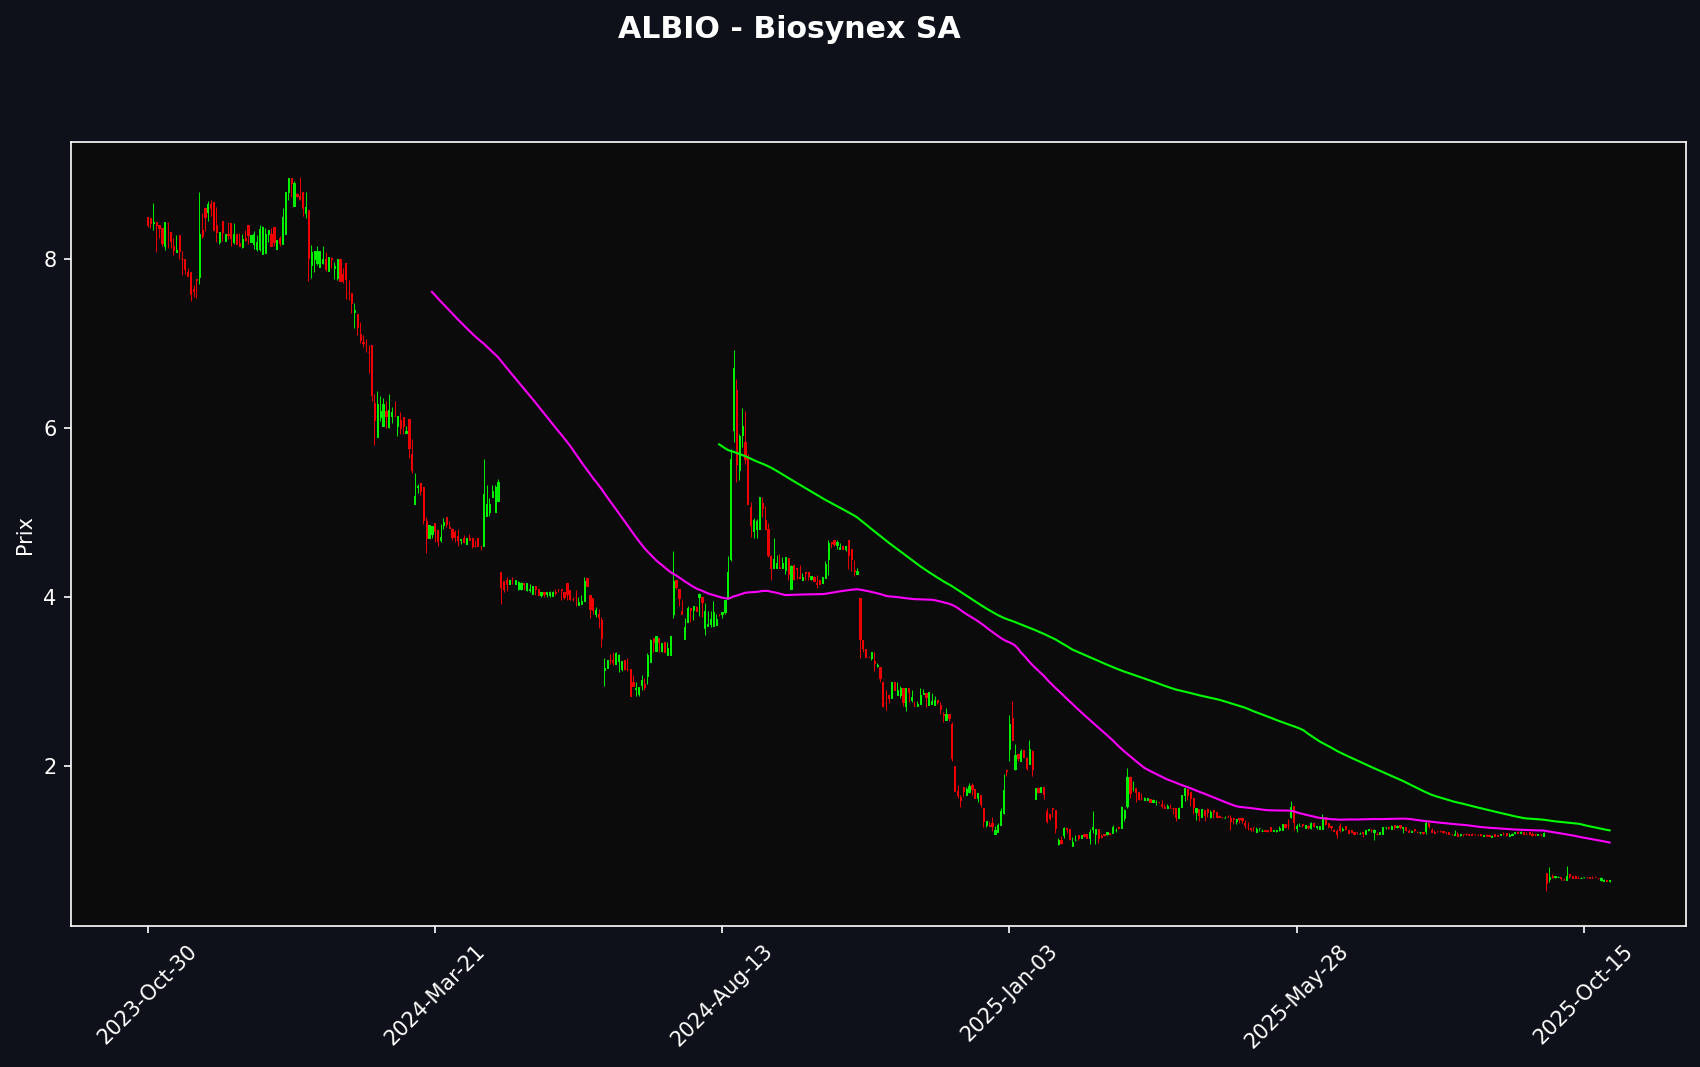 ALBIO - Biosynex SA
Prix
8
6
4
2
2023-Oct-30
2024-Mar-21
2024-Aug-13
2025-Jan-03
2025-May-28
2025-Oct-15